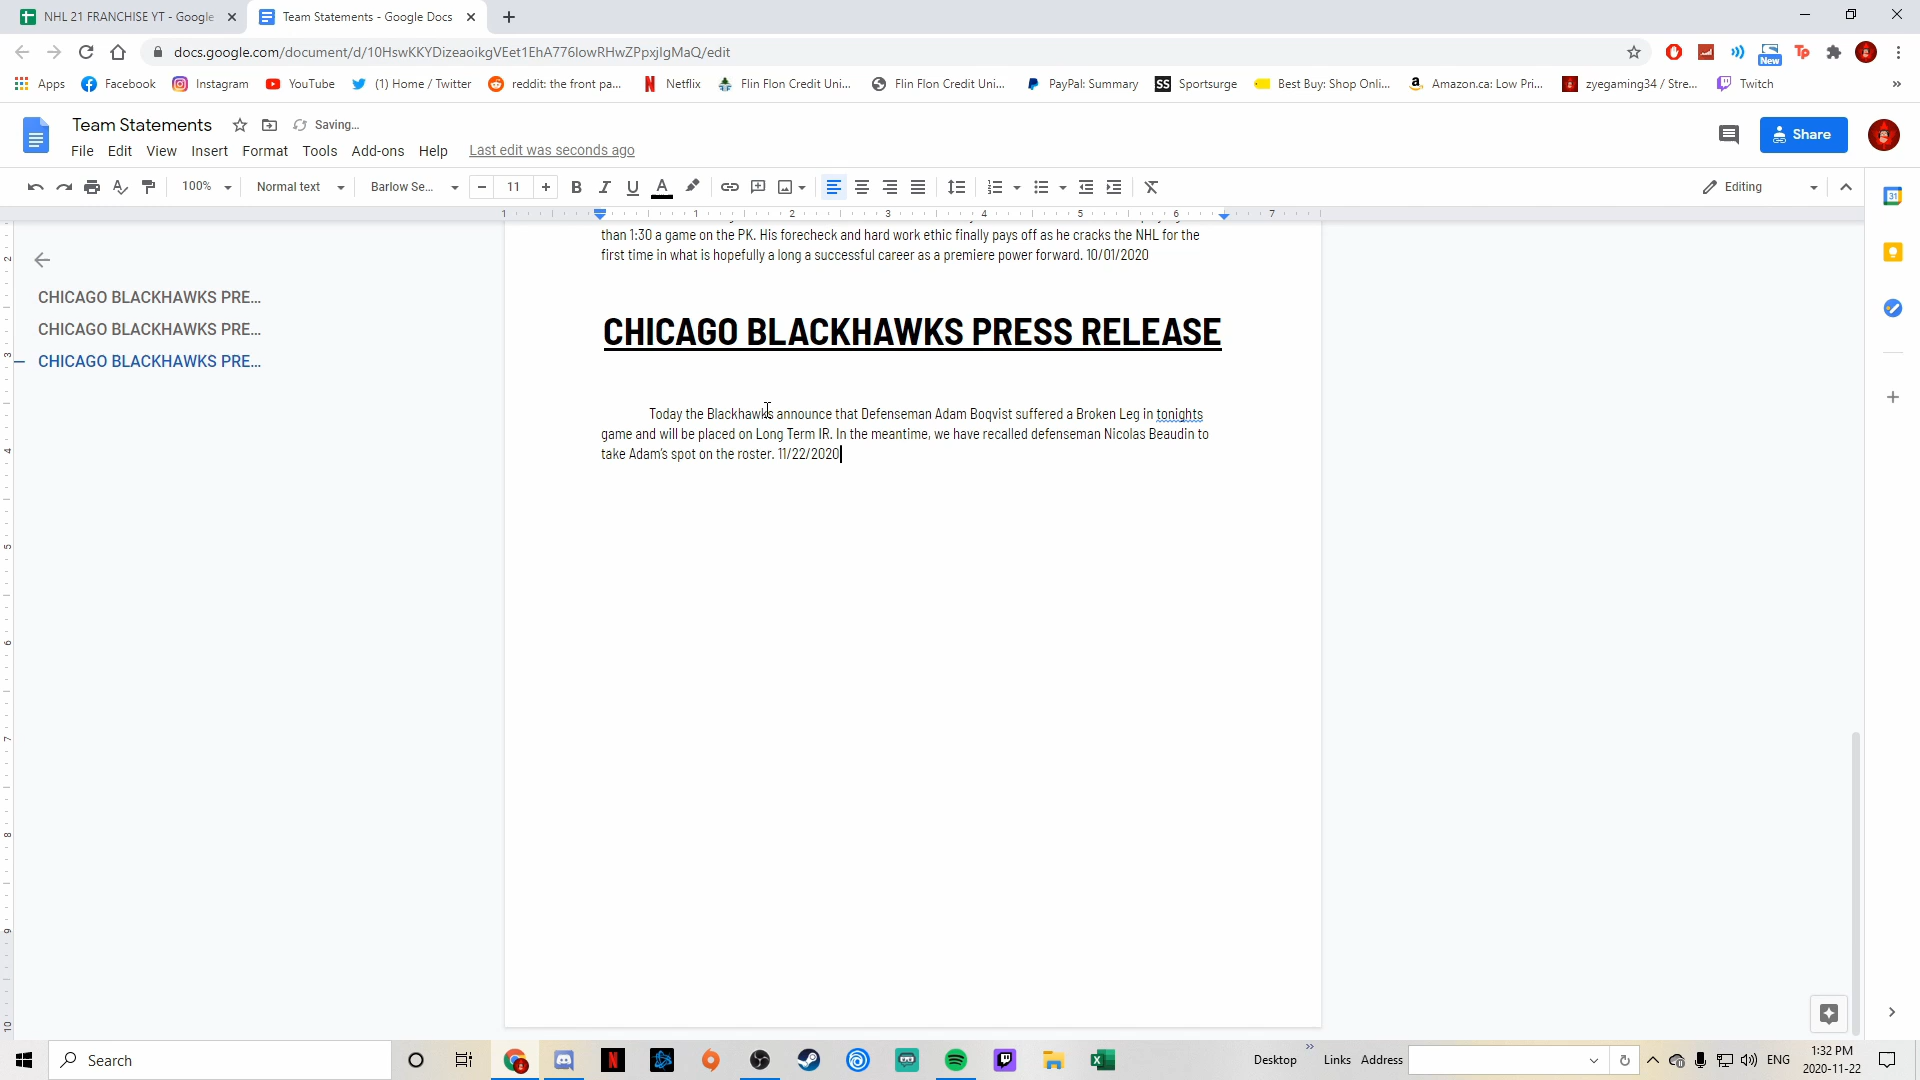 NHL 21 FRANCHISE YT - Google
Team Statements - Google Docs
docs.google.com/document/d/10HswKKYDizeaoikgVEet1EhA776lowRHwZPpxjlgMaQ/edit
New
Apps
Facebook
Instagram
YouTube
(1) Home / Twitter
reddit: the front pa...
Netflix
Flin Flon Credit Uni...
Flin Flon Credit Uni...
PayPal: Summary
Sportsurge
Best Buy: Shop Onli...
Amazon.ca: Low Pri...
zyegaming34 / Stre...
Twitch
Team Statements
Saving...
File Edit View Insert Format Tools Add-ons Help
Last edit was seconds ago
Share
100%
Normal text
Barlow Se...
11
Editing
than 1:30 a game on the PK. His forecheck and hard work ethic finally pays off as he cracks the NHL for the
first time in what is hopefully a long a successful career as a premiere power forward. 10/01/2020
CHICAGO BLACKHAWKS PRE...
CHICAGO BLACKHAWKS PRE...
CHICAGO BLACKHAWKS PRE...
CHICAGO BLACKHAWKS PRESS RELEASE
Today the Blackhawks announce that Defenseman Adam Boqvist suffered a Broken Leg in tonights
game and will be placed on Long Term IR. In the meantime, we have recalled defenseman Nicolas Beaudin to
take Adam's spot on the roster. 11/22/2020
Search
Desktop
Links
Address
ENG
1:32 PM
2020-11-22